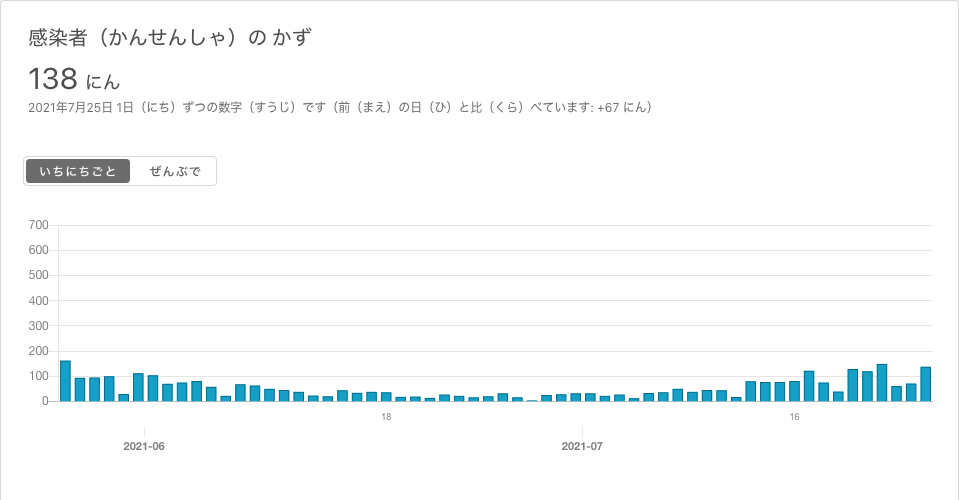 感染者（かんせんしゃ）の かず
138 にん
2021年7月25日 1日（にち）ずつの数字（すうじ）です（前（まえ）の日（ひ）と比（くら）べています: +67 にん）
いちにちごと ぜんぶで
700
600
500
400
300
200
100
0
18 16
2021-06 2021-07